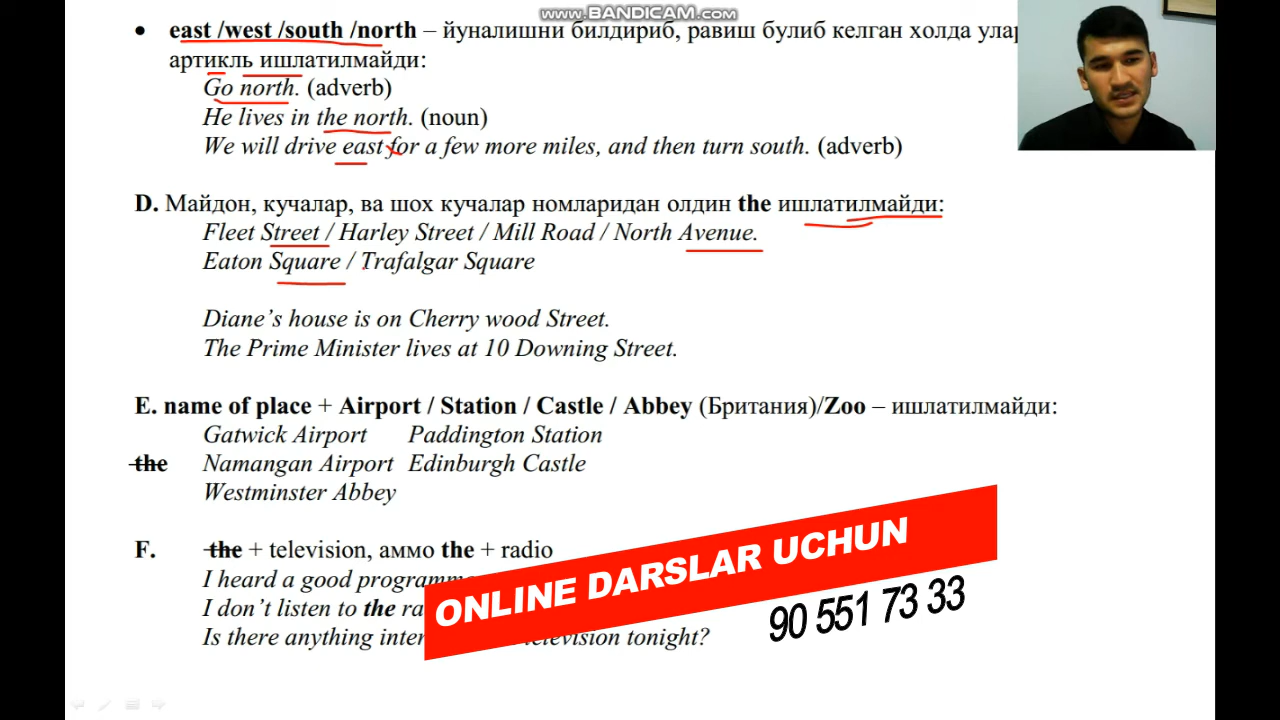 www.BANDICAM.com
• east /west /south /north – йуналишни билдириб, равиш булиб келган холда улар
артикль ишлатилмайди:
Go north. (adverb)
He lives in the north. (noun)
We will drive east for a few more miles, and then turn south. (adverb)
D. Майдон, кучалар, ва шох кучалар номларидан олдин the ишлатилмайди:
Fleet Street / Harley Street / Mill Road / North Avenue.
Eaton Square / Trafalgar Square
Diane's house is on Cherry wood Street.
The Prime Minister lives at 10 Downing Street.
E. name of place + Airport / Station / Castle / Abbey (Британия)/Zoo – ишлатилмайди:
Gatwick Airport Paddington Station
the Namangan Airport Edinburgh Castle
Westminster Abbey
F. the + television, аммо the + radio
I heard a good programme
I don't listen to the
Is there anything television tonight?
ONLINE DARSLAR UCHUN
90 551 73 33